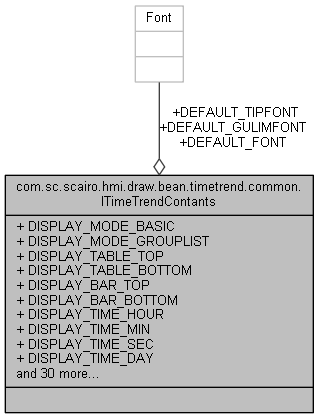 Font
+DEFAULT_TIPFONT
+DEFAULT_GULIMFONT
+DEFAULT_FONT
com.sc.scairo.hmi.draw.bean.timetrend.common.
ITimeTrendContants
+ DISPLAY_MODE_BASIC
+ DISPLAY_MODE_GROUPLIST
+ DISPLAY_TABLE_TOP
+ DISPLAY_TABLE_BOTTOM
+ DISPLAY_BAR_TOP
+ DISPLAY_BAR_BOTTOM
+ DISPLAY_TIME_HOUR
+ DISPLAY_TIME_MIN
+ DISPLAY_TIME_SEC
+ DISPLAY_TIME_DAY
and 30 more...